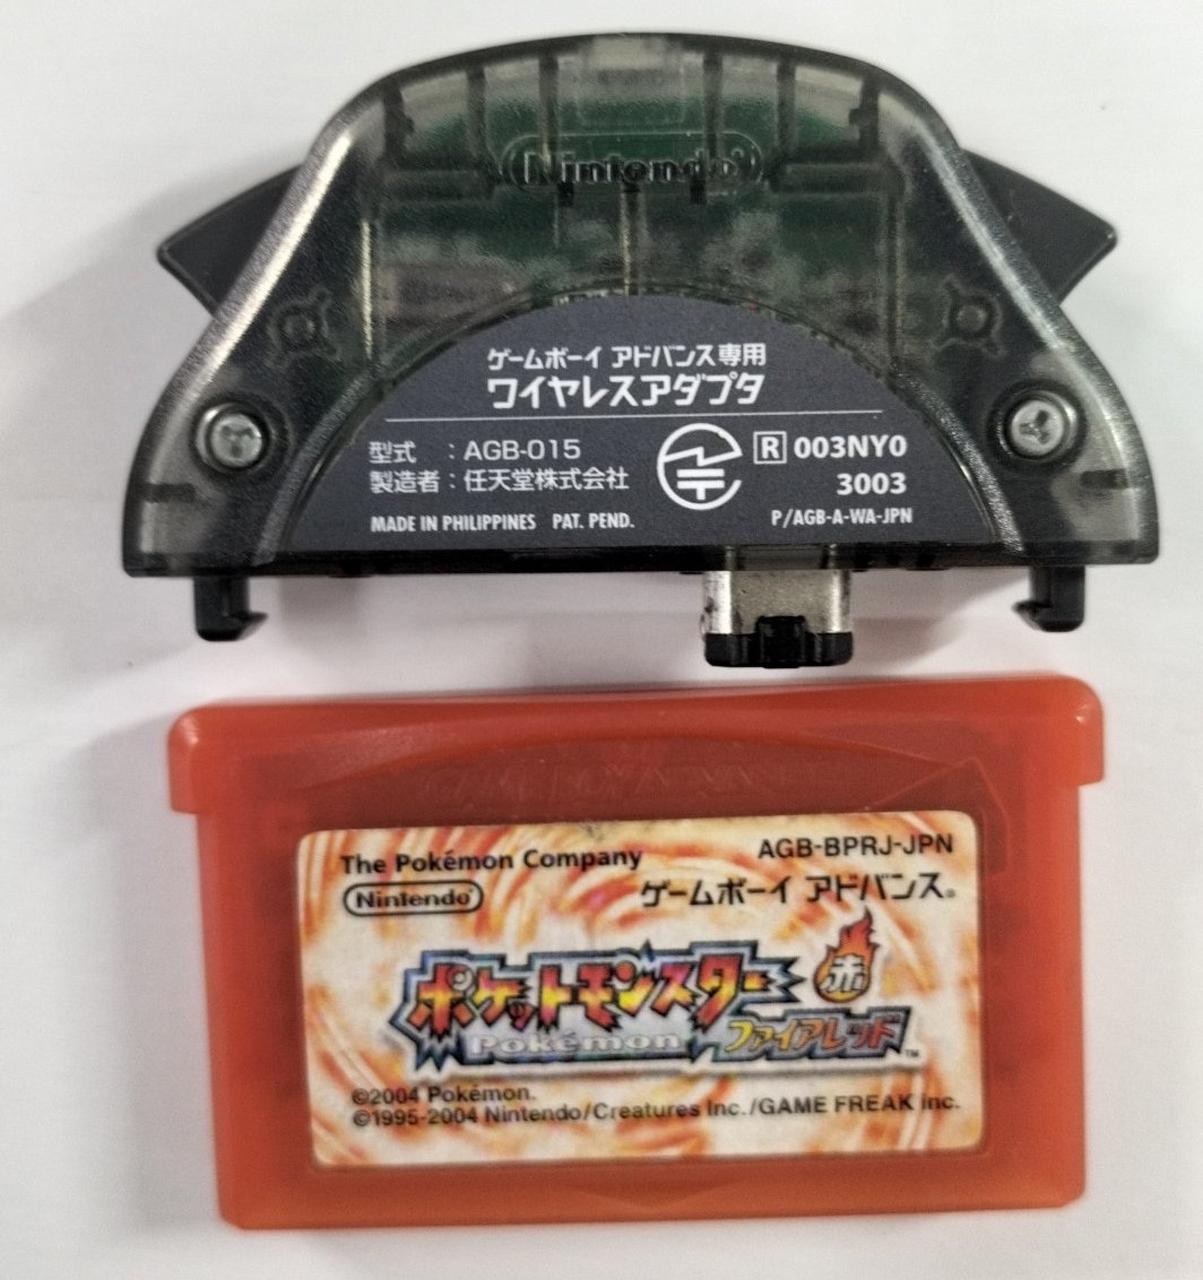 Nintendo
ゲームボーイ アドバンス専用
ワイヤレスアダプタ
型式 ：AGB-015
製造者：任天堂株式会社
R 003NY0
3003
MADE IN PHILIPPINES PAT. PEND.
P/AGB-A-WA-JPN
GAME BOY ADVANCE
The Pokémon Company
AGB-BPRJ-JPN
Nintendo®
ゲームボーイ アドバンス®
ポケットモンスター 赤
Pokémon ファイアレッド™
©2004 Pokémon.
©1995-2004 Nintendo/Creatures Inc./GAME FREAK inc.